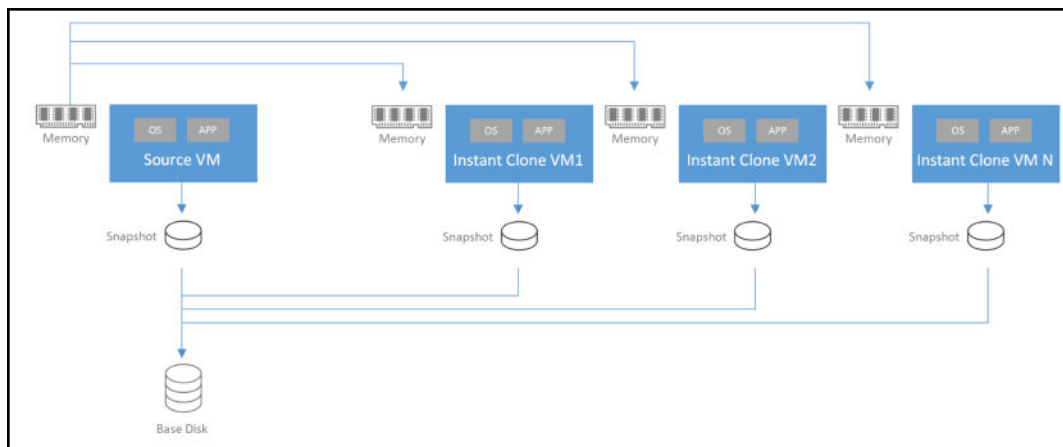 OS APP OS APP OS APP OS APP
Memory Source VM Memory Instant Clone VM1 Memory Instant Clone VM2 Memory Instant Clone VM N
Snapshot Snapshot Snapshot Snapshot
Base Disk